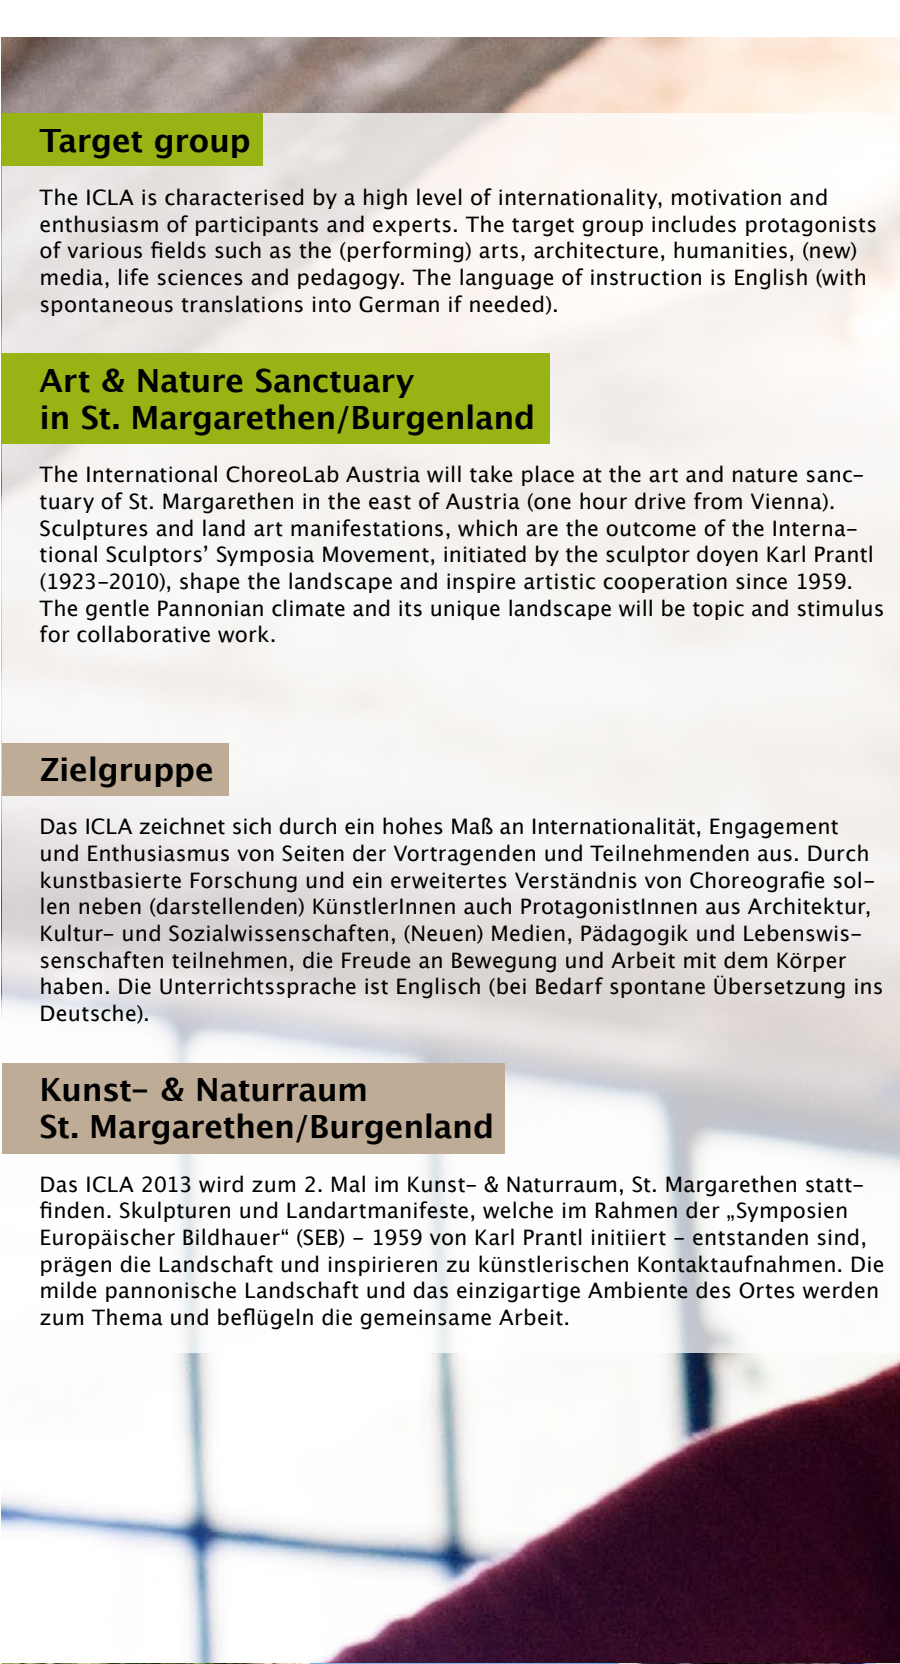 Target group
The ICLA is characterised by a high level of internationality, motivation and
enthusiasm of participants and experts. The target group includes protagonists
of various fields such as the (performing) arts, architecture, humanities, (new)
media, life sciences and pedagogy. The language of instruction is English (with
spontaneous translations into German if needed).
Art & Nature Sanctuary
in St. Margarethen/Burgenland
The International ChoreoLab Austria will take place at the art and nature sanc-
tuary of St. Margarethen in the east of Austria (one hour drive from Vienna).
Sculptures and land art manifestations, which are the outcome of the Interna-
tional Sculptors’ Symposia Movement, initiated by the sculptor doyen Karl Prantl
(1923-2010), shape the landscape and inspire artistic cooperation since 1959.
The gentle Pannonian climate and its unique landscape will be topic and stimulus
for collaborative work.
Zielgruppe
Das ICLA zeichnet sich durch ein hohes Maß an Internationalität, Engagement
und Enthusiasmus von Seiten der Vortragenden und Teilnehmenden aus. Durch
kunstbasierte Forschung und ein erweitertes Verständnis von Choreografie sol-
len neben (darstellenden) KünstlerInnen auch ProtagonistInnen aus Architektur,
Kultur- und Sozialwissenschaften, (Neuen) Medien, Pädagogik und Lebenswis-
senschaften teilnehmen, die Freude an Bewegung und Arbeit mit dem Körper
haben. Die Unterrichtssprache ist Englisch (bei Bedarf spontane Übersetzung ins
Deutsche).
Kunst- & Naturraum
St. Margarethen/Burgenland
Das ICLA 2013 wird zum 2. Mal im Kunst- & Naturraum, St. Margarethen statt-
finden. Skulpturen und Landartmanifeste, welche im Rahmen der „Symposien
Europäischer Bildhauer“ (SEB) - 1959 von Karl Prantl initiiert - entstanden sind,
prägen die Landschaft und inspirieren zu künstlerischen Kontaktaufnahmen. Die
milde pannonische Landschaft und das einzigartige Ambiente des Ortes werden
zum Thema und beflügeln die gemeinsame Arbeit.